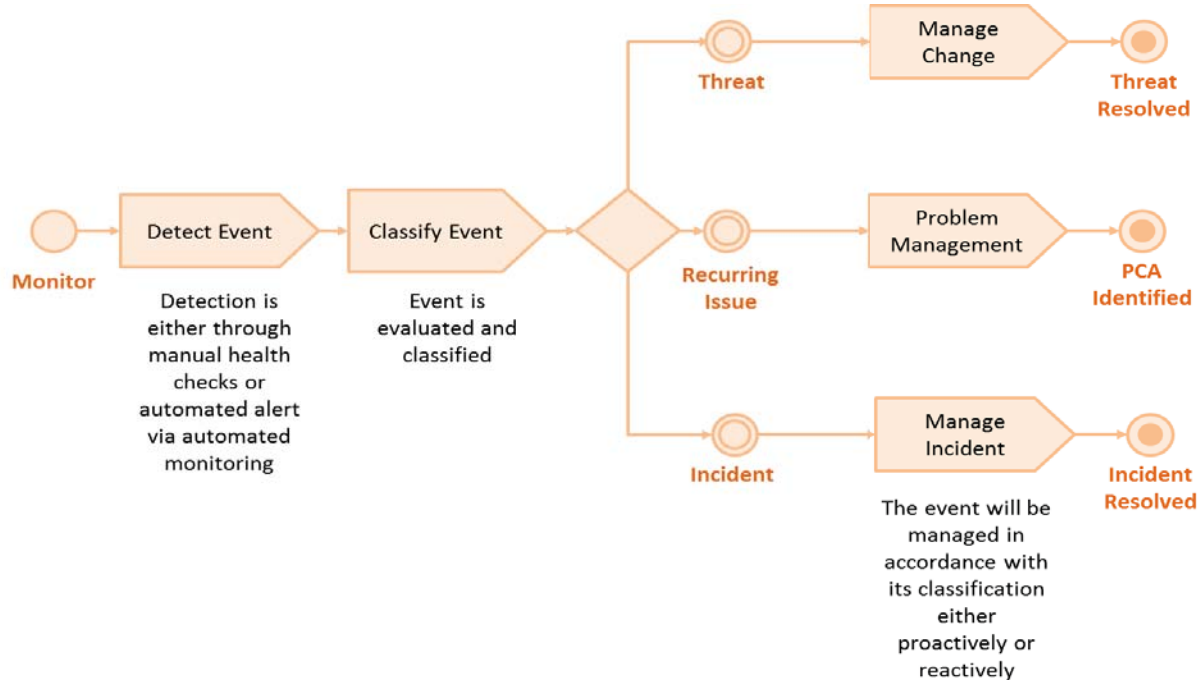 Manage
Change
Threat
Threat
Resolved
Detect Event
Classify Event
Problem
Management
Monitor
Recurring
Issue
PCA
Identified
Detection is
either through
manual health
checks or
automated alert
via automated
monitoring
Event is
evaluated and
classified
Manage
Incident
Incident
Incident
Resolved
The event will be
managed in
accordance with
its classification
either
proactively or
reactively